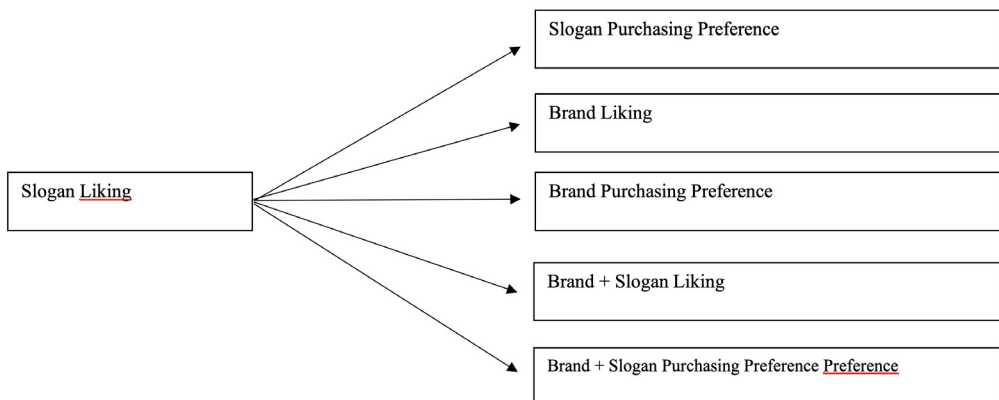 Slogan Purchasing Preference
Brand Liking
Slogan Liking
Brand Purchasing Preference
Brand + Slogan Liking
Brand + Slogan Purchasing Preference Preference